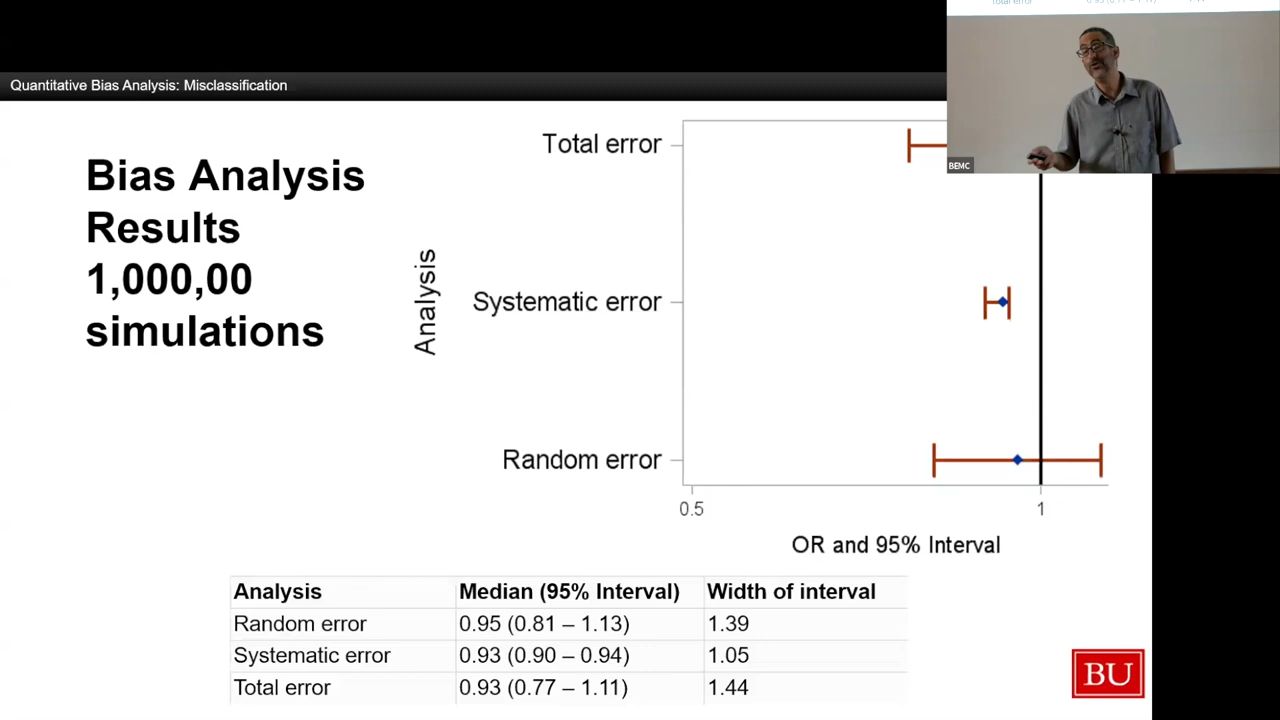 Quantitative Bias Analysis: Misclassification
Bias Analysis
Results
1,000,00
simulations
Analysis
Total error
Systematic error
Random error
0.5
1
OR and 95% Interval
Analysis Median (95% Interval) Width of interval
Random error 0.95 (0.81 – 1.13) 1.39
Systematic error 0.93 (0.90 – 0.94) 1.05
Total error 0.93 (0.77 – 1.11) 1.44
BU
Total error
BEMC